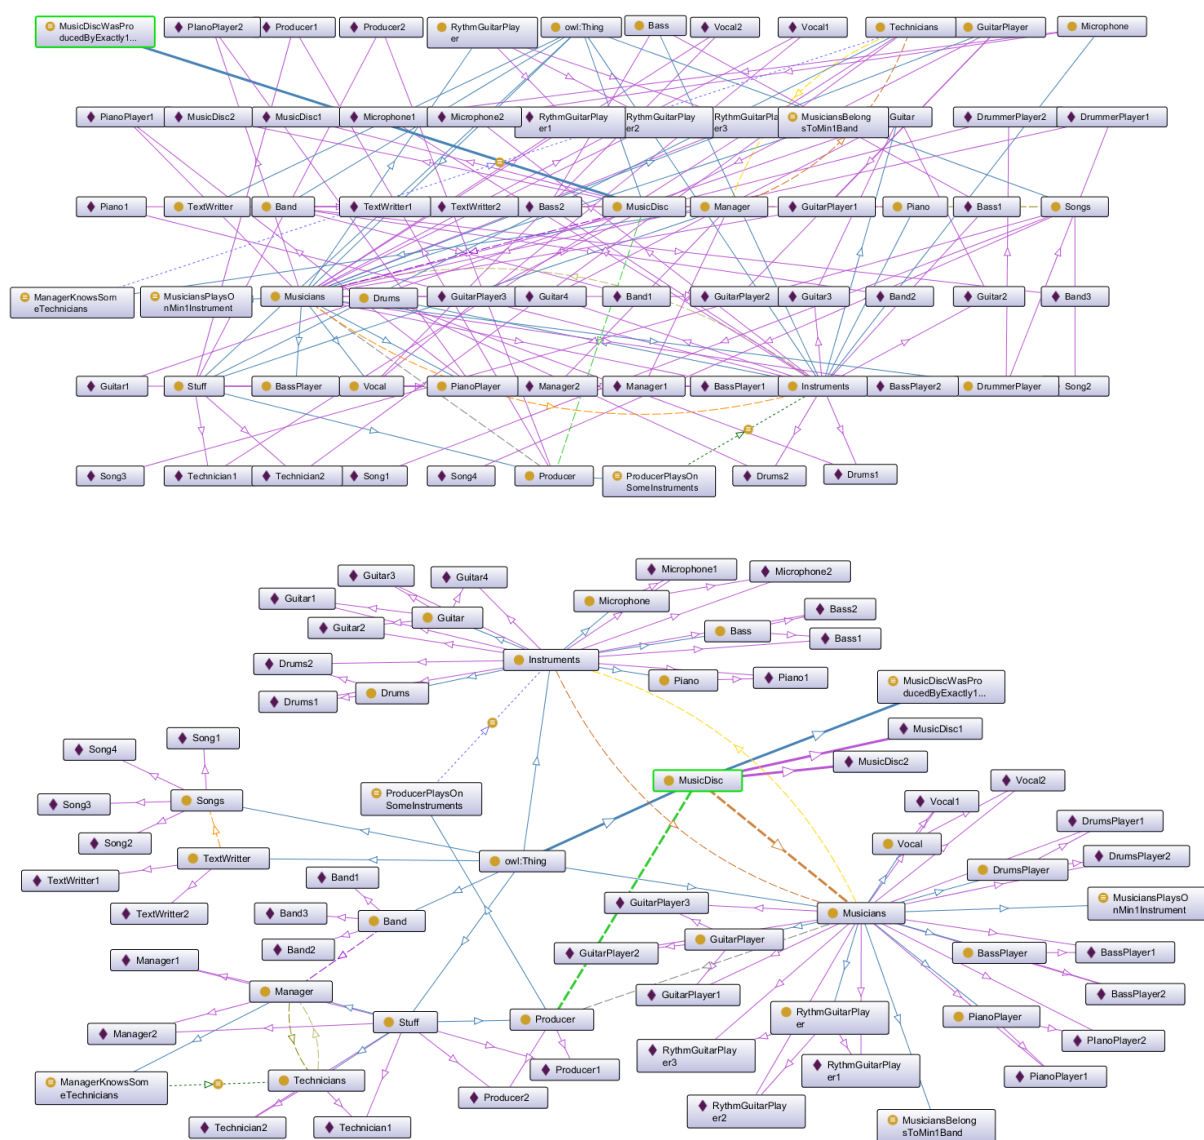 MusicDiscWasPro
ducedByExactly1...
PIanoPlayer2
Producer1
Producer2
RythmGuitarPlay
er
owl:Thing
Bass
Vocal2
Vocal1
Technicians
GuitarPlayer
Microphone
PianoPlayer1
MusicDisc2
MusicDisc1
Microphone1
Microphone2
RythmGuitarPlay
er1
RythmGuitarPlay
er2
RythmGuitarPla
er3
MusiciansBelong
sToMin1Band
Guitar
DrummerPlayer2
DrummerPlayer1
Piano1
TextWritter
Band
TextWritter1
TextWritter2
Bass2
MusicDisc
Manager
GuitarPlayer1
Piano
Bass1
Songs
ManagerKnowsSom
eTechnicians
MusiciansPlaysO
nMin1Instrument
Musicians
Drums
GuitarPlayer3
Guitar4
Band1
GuitarPlayer2
Guitar3
Band2
Guitar2
Band3
Guitar1
Stuff
BassPlayer
Vocal
PianoPlayer
Manager2
Manager1
BassPlayer1
Instruments
BassPlayer2
DrummerPlayer
Song2
Song3
Technician1
Technician2
Song1
Song4
Producer
ProducerPlaysOn
SomeInstruments
Drums2
Drums1
Guitar3
Guitar4
Microphone1
Microphone2
Guitar1
Guitar
Microphone
Bass2
Guitar2
Bass
Bass1
Drums2
Instruments
Piano
Piano1
Drums
Drums1
MusicDiscWasPro
ducedByExactly1...
Song1
Song4
MusicDisc1
MusicDisc
MusicDisc2
Vocal2
ProducerPlaysOn
SomeInstruments
Songs
Song3
Vocal1
DrumsPlayer1
Song2
Vocal
TextWritter
owl:Thing
DrumsPlayer2
DrumsPlayer
TextWritter1
Band1
GuitarPlayer3
MusiciansPlaysO
nMin1Instrument
TextWritter2
Band3
Band
Musicians
Band2
GuitarPlayer
GuitarPlayer2
BassPlayer
BassPlayer1
Manager1
Manager
GuitarPlayer1
BassPlayer2
Manager2
Stuff
Producer
RythmGuitarPlay
er
PianoPlayer
PIanoPlayer2
RythmGuitarPlay
er3
ManagerKnowsSom
eTechnicians
Technicians
Producer1
RythmGuitarPlay
er1
PianoPlayer1
Producer2
RythmGuitarPlay
er2
Technician2
Technician1
MusiciansBelong
sToMin1Band